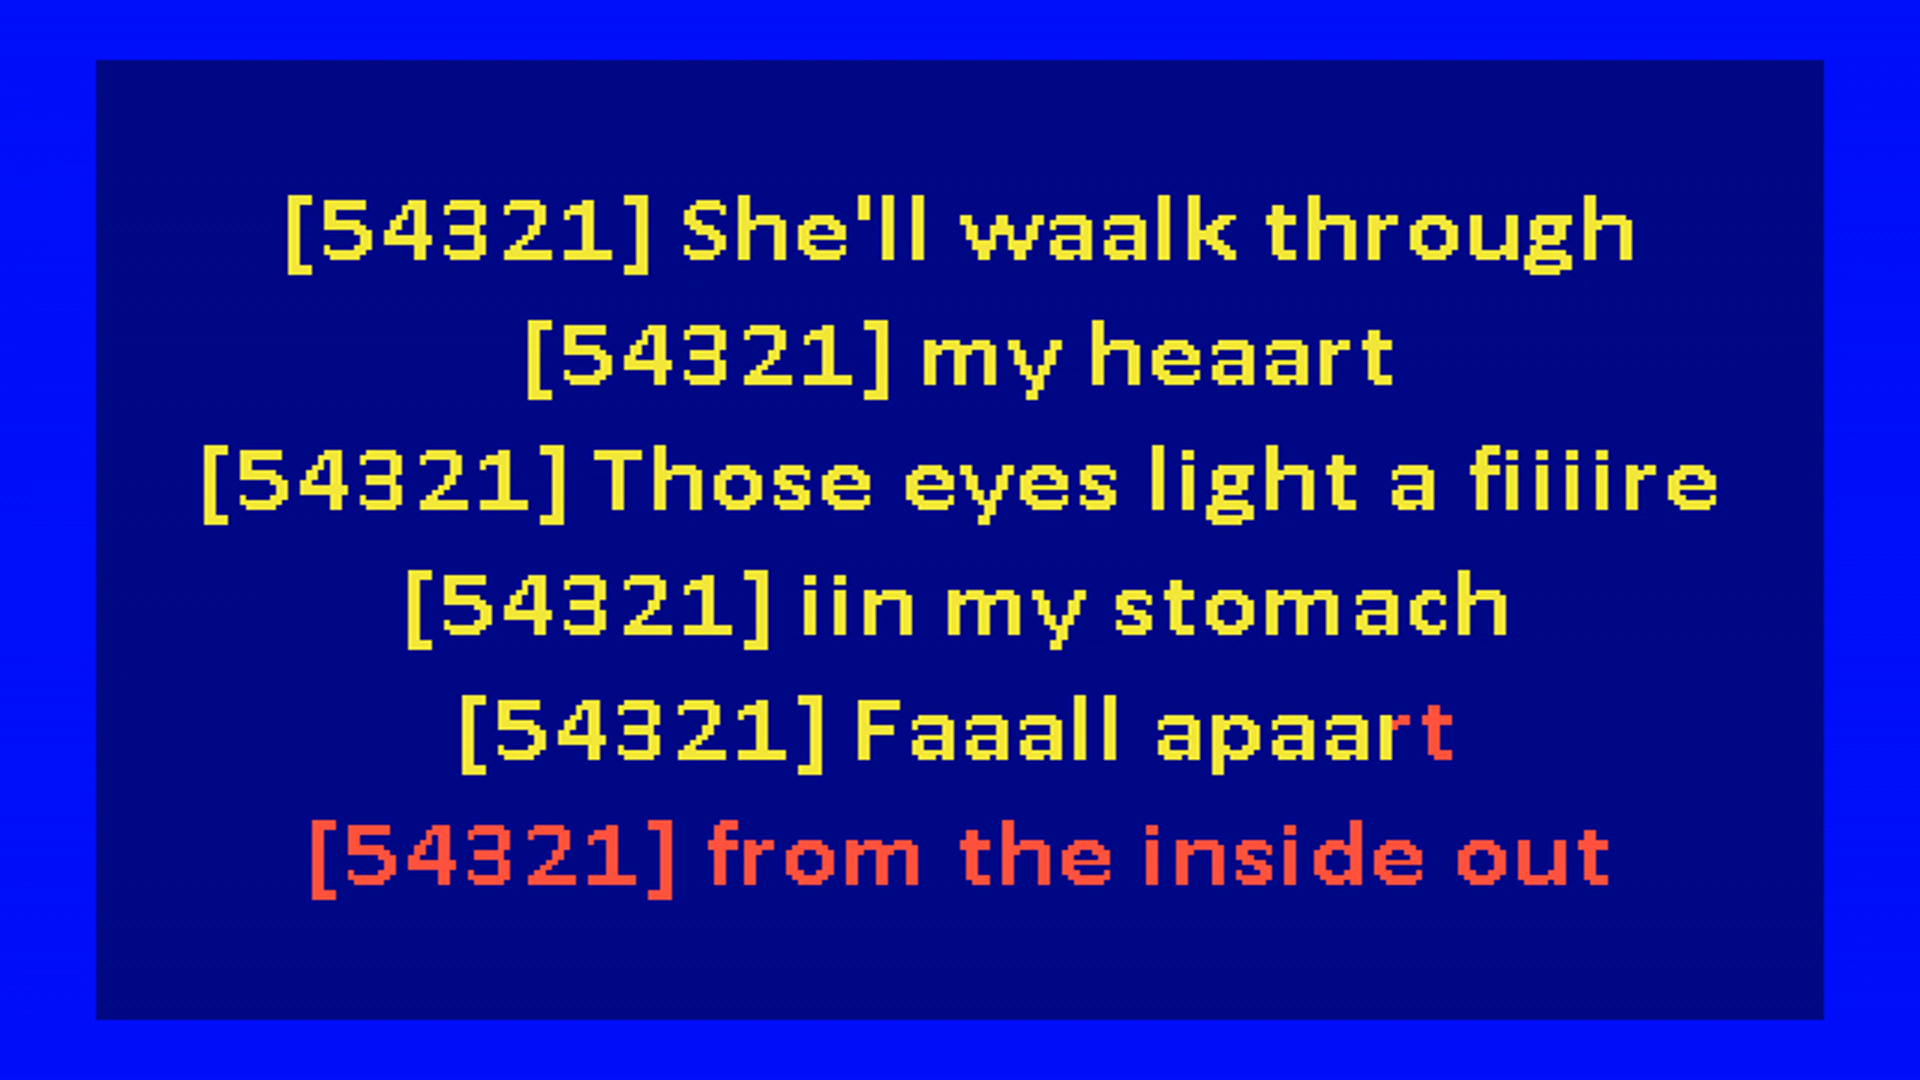 [54321] She'll waalk through
[54321] my heaart
[54321] Those eyes light a fiiiire
[54321] iin my stomach
[54321] Faaall apaart
[54321] from the inside out